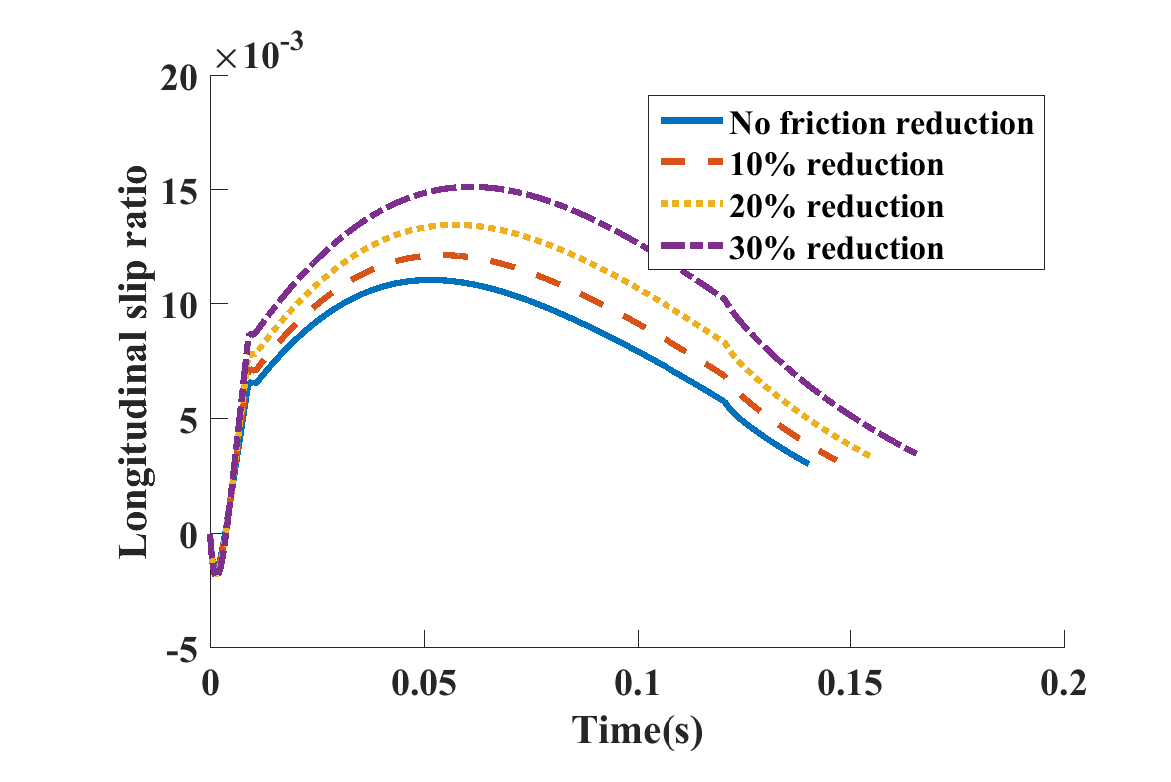 ×10-3
20
15
10
5
0
-5
Longitudinal slip ratio
No friction reduction
10% reduction
20% reduction
30% reduction
0 0.05 0.1 0.15 0.2
Time(s)